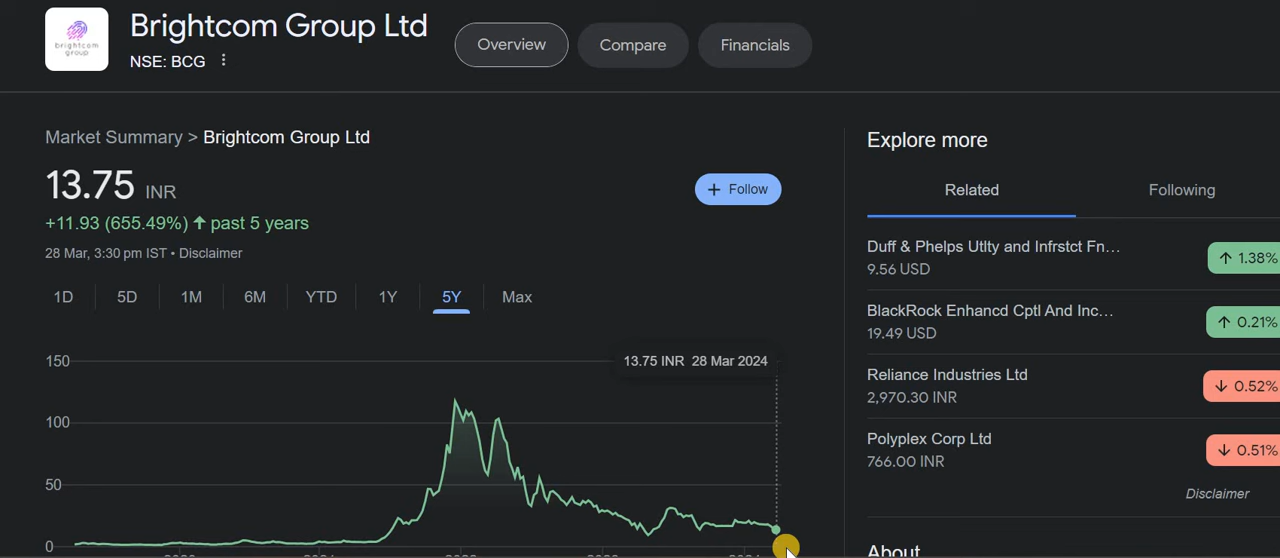 brightcom
group
Brightcom Group Ltd
NSE: BCG
Overview
Compare
Financials
Market Summary > Brightcom Group Ltd
13.75 INR
+ Follow
+11.93 (655.49%) ↑ past 5 years
28 Mar, 3:30 pm IST • Disclaimer
1D 5D 1M 6M YTD 1Y 5Y Max
150
100
50
0
13.75 INR 28 Mar 2024
Explore more
Related
Following
Duff & Phelps Utlty and Infrstct Fn...
9.56 USD
↑ 1.38%
BlackRock Enhancd Cptl And Inc...
19.49 USD
↑ 0.21%
Reliance Industries Ltd
2,970.30 INR
↓ 0.52%
Polyplex Corp Ltd
766.00 INR
↓ 0.51%
Disclaimer
About